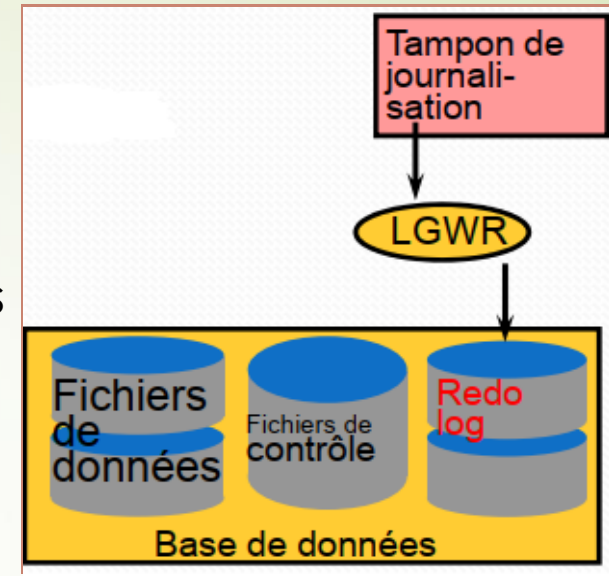 Tampon de
journali-
sation
LGWR
s
Fichiers
de
données
Fichiers de
contrôle
Redo
log
Base de données